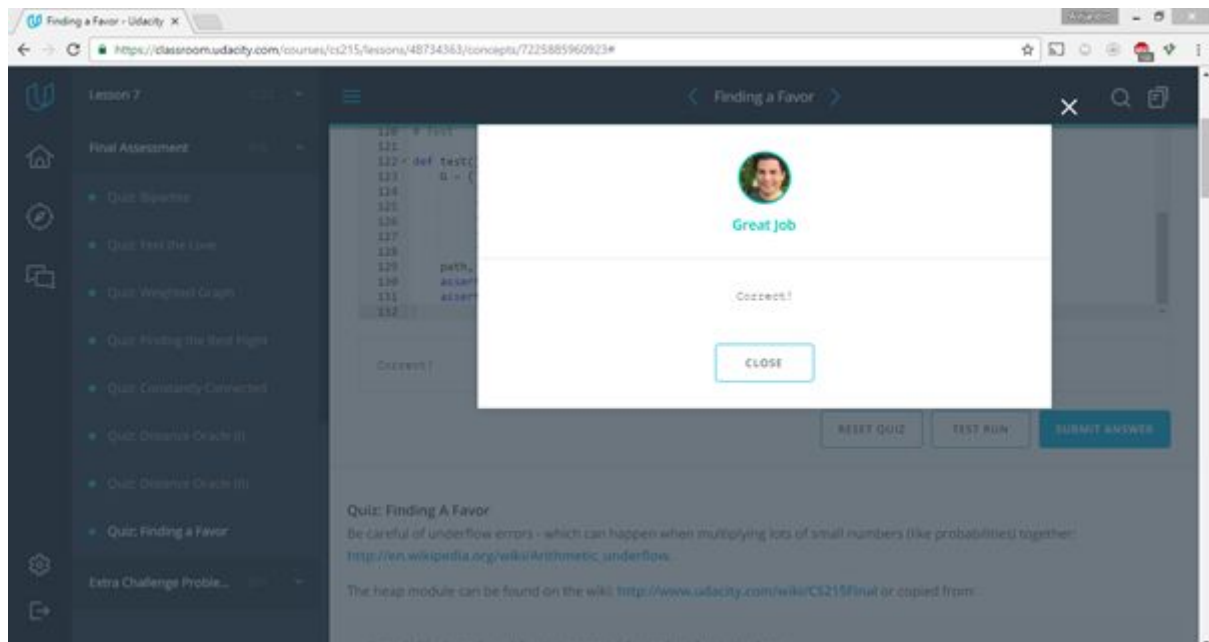 Finding a Favor - Udacity
https://classroom.udacity.com/courses/cs215/lessons/48734363/concepts/7225885960923#
Lesson 7
Finding a Favor
Final Assessment
Quiz: Bipartite
Quiz: Feel the Love
Quiz: Weighted Graph
Quiz: Finding the Best Flight
Quiz: Constantly Connected
Quiz: Distance Oracle (I)
Quiz: Distance Oracle (II)
Quiz: Finding a Favor
Extra Challenge Proble...
120 # Test
121
122 def test(
123 G = {
124
125
126
127
128
129 path,
130 assert
131 assert
132
Great Job
Correct!
CLOSE
Correct!
RESET QUIZ
TEST RUN
SUBMIT ANSWER
Quiz: Finding A Favor
Be careful of underflow errors - which can happen when multiplying lots of small numbers (like probabilities) together:
http://en.wikipedia.org/wiki/Arithmetic_underflow.
The heap module can be found on the wiki: http://www.udacity.com/wiki/CS215Final or copied from: